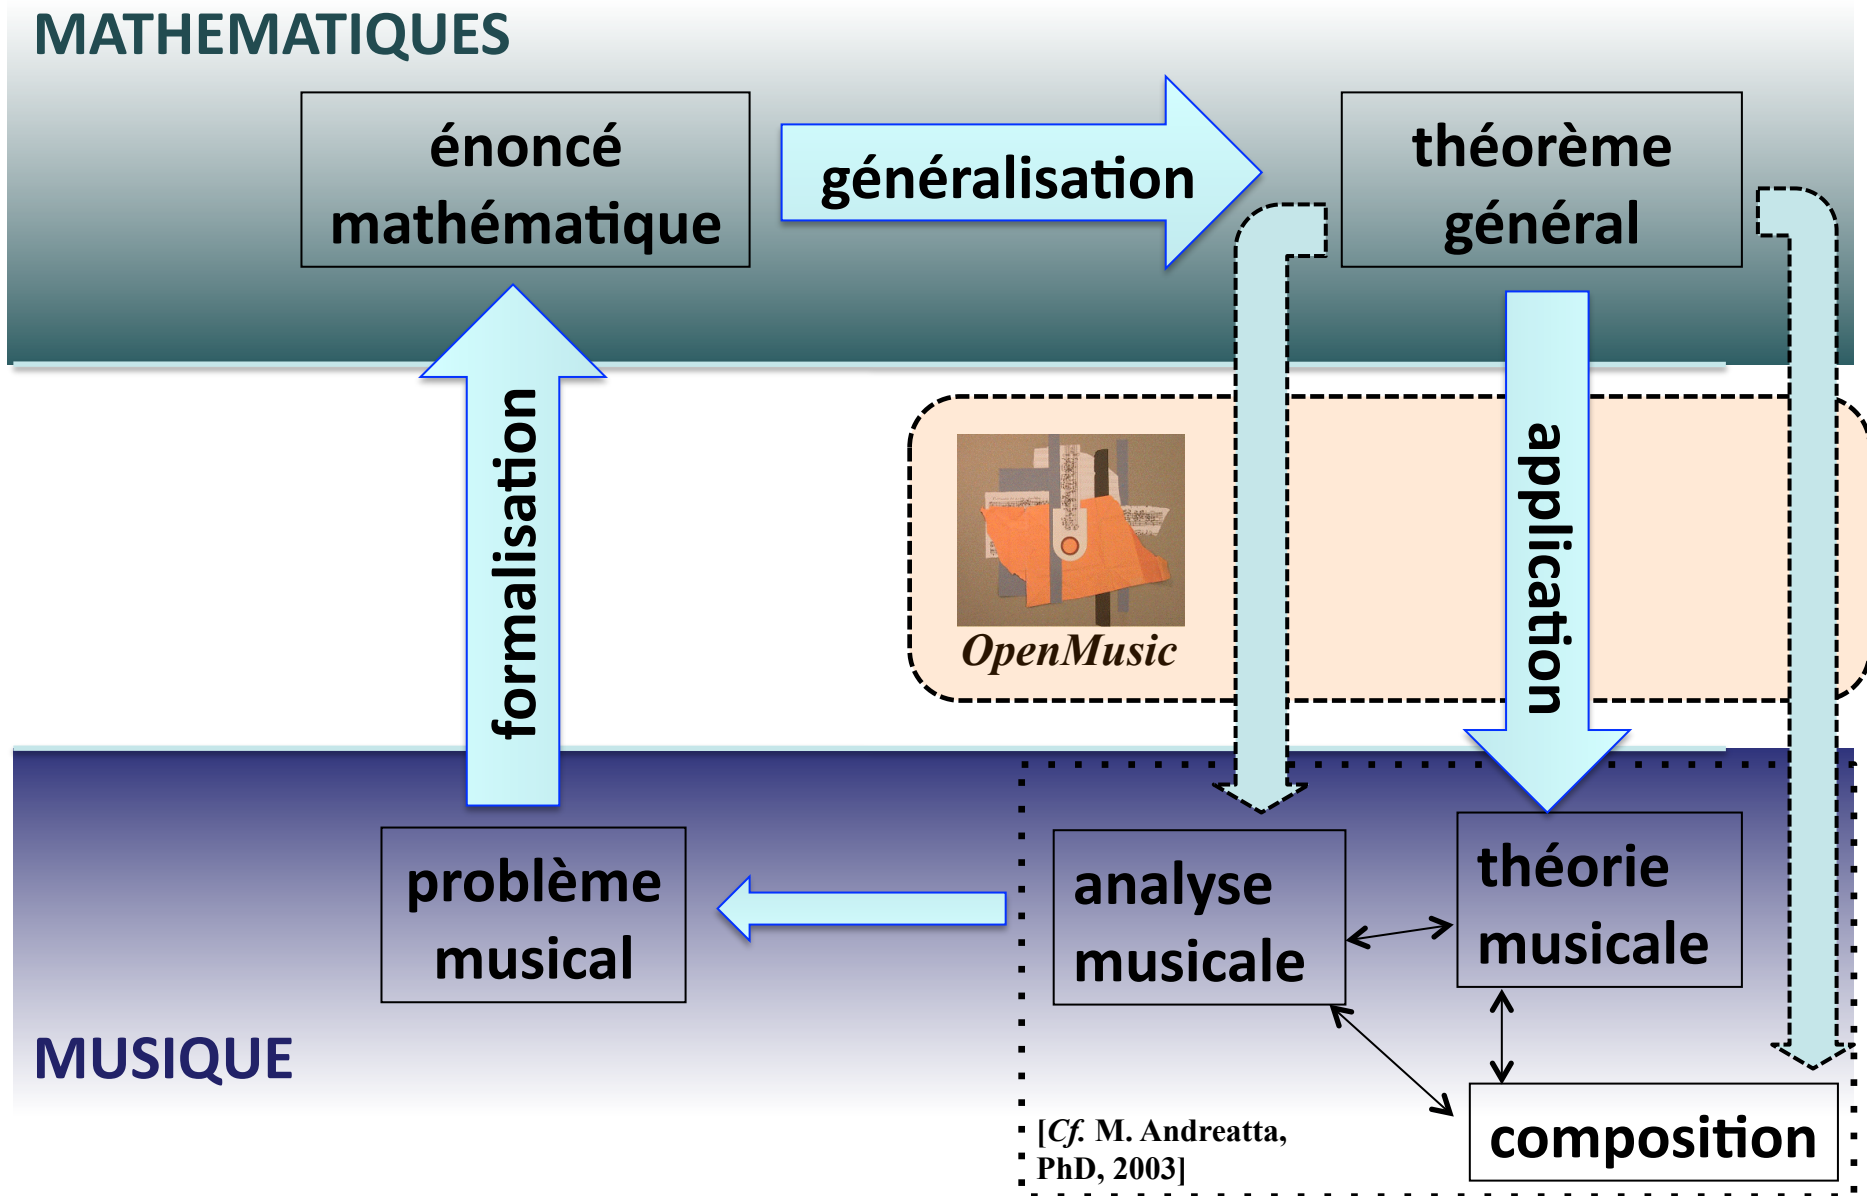 MATHEMATIQUES
énoncé
mathématique
généralisation
théorème
général
formalisation
OpenMusic
application
problème
musical
analyse
musicale
théorie
musicale
MUSIQUE
[Cf. M. Andreatta,
PhD, 2003]
composition